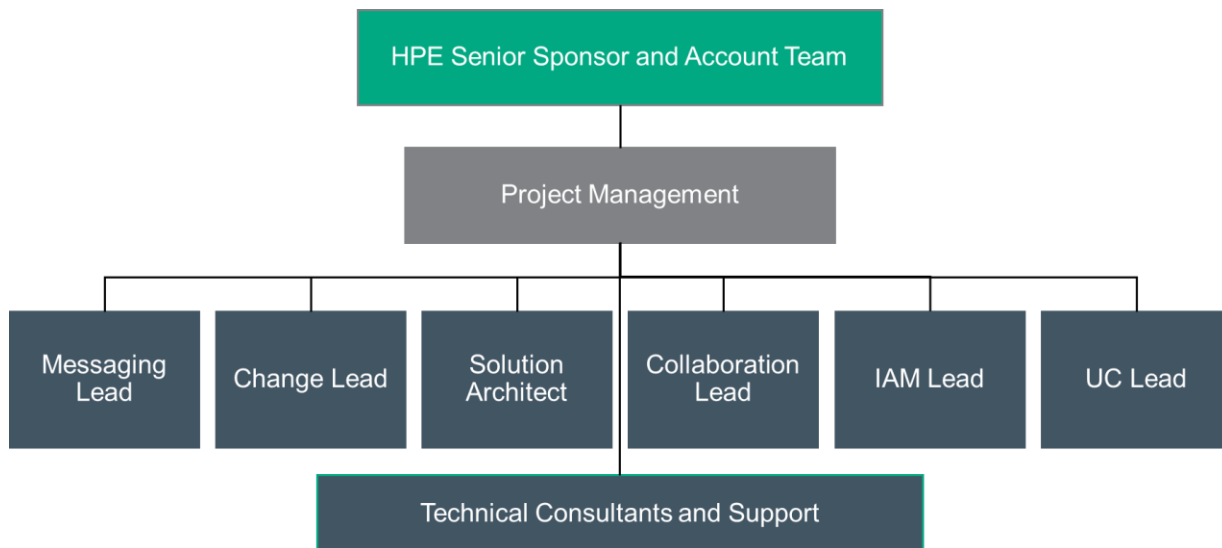 HPE Senior Sponsor and Account Team
Project Management
Messaging
Lead
Change Lead
Solution
Architect
Collaboration
Lead
IAM Lead
UC Lead
Technical Consultants and Support